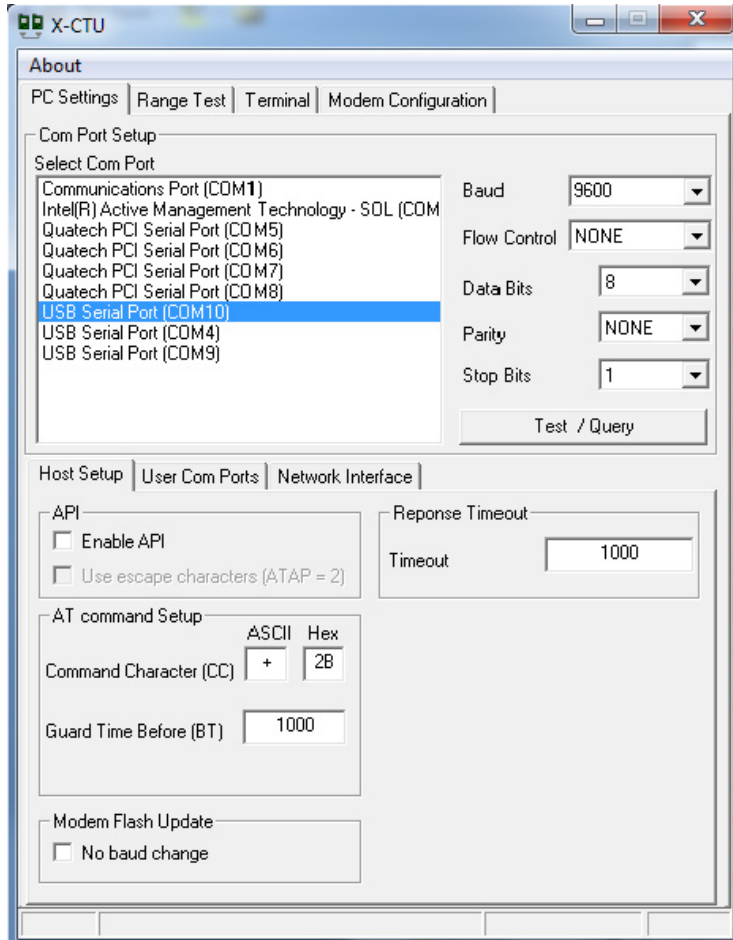 X-CTU
About
PC Settings Range Test Terminal Modem Configuration
Com Port Setup
Select Com Port
Communications Port (COM1)
Intel(R) Active Management Technology - SOL (COM
Quatech PCI Serial Port (COM5)
Quatech PCI Serial Port (COM6)
Quatech PCI Serial Port (COM7)
Quatech PCI Serial Port (COM8)
USB Serial Port (COM10)
USB Serial Port (COM4)
USB Serial Port (COM9)
Baud 9600
Flow Control NONE
Data Bits 8
Parity NONE
Stop Bits 1
Test / Query
Host Setup User Com Ports Network Interface
API
Enable API
Use escape characters (ATAP = 2)
Reponse Timeout
Timeout 1000
AT command Setup
ASCII Hex
Command Character (CC) + 2B
Guard Time Before (BT) 1000
Modem Flash Update
No baud change